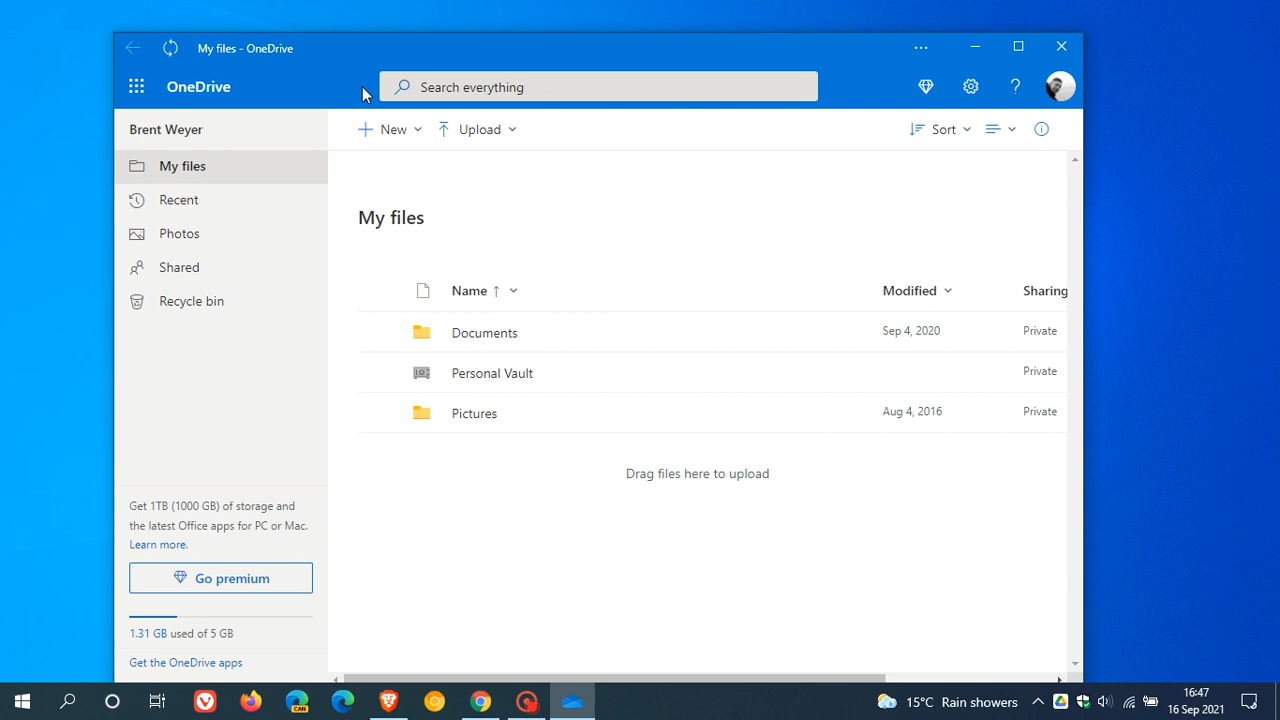 My files - OneDrive
OneDrive
Search everything
Brent Weyer
New
Upload
Sort
My files
Recent
Photos
Shared
Recycle bin
My files
Name
Modified
Sharing
Documents
Sep 4, 2020
Private
Personal Vault
Private
Pictures
Aug 4, 2016
Private
Drag files here to upload
Get 1TB (1000 GB) of storage and
the latest Office apps for PC or Mac.
Learn more.
Go premium
1.31 GB used of 5 GB
Get the OneDrive apps
CAN
15°C Rain showers
16:47
16 Sep 2021